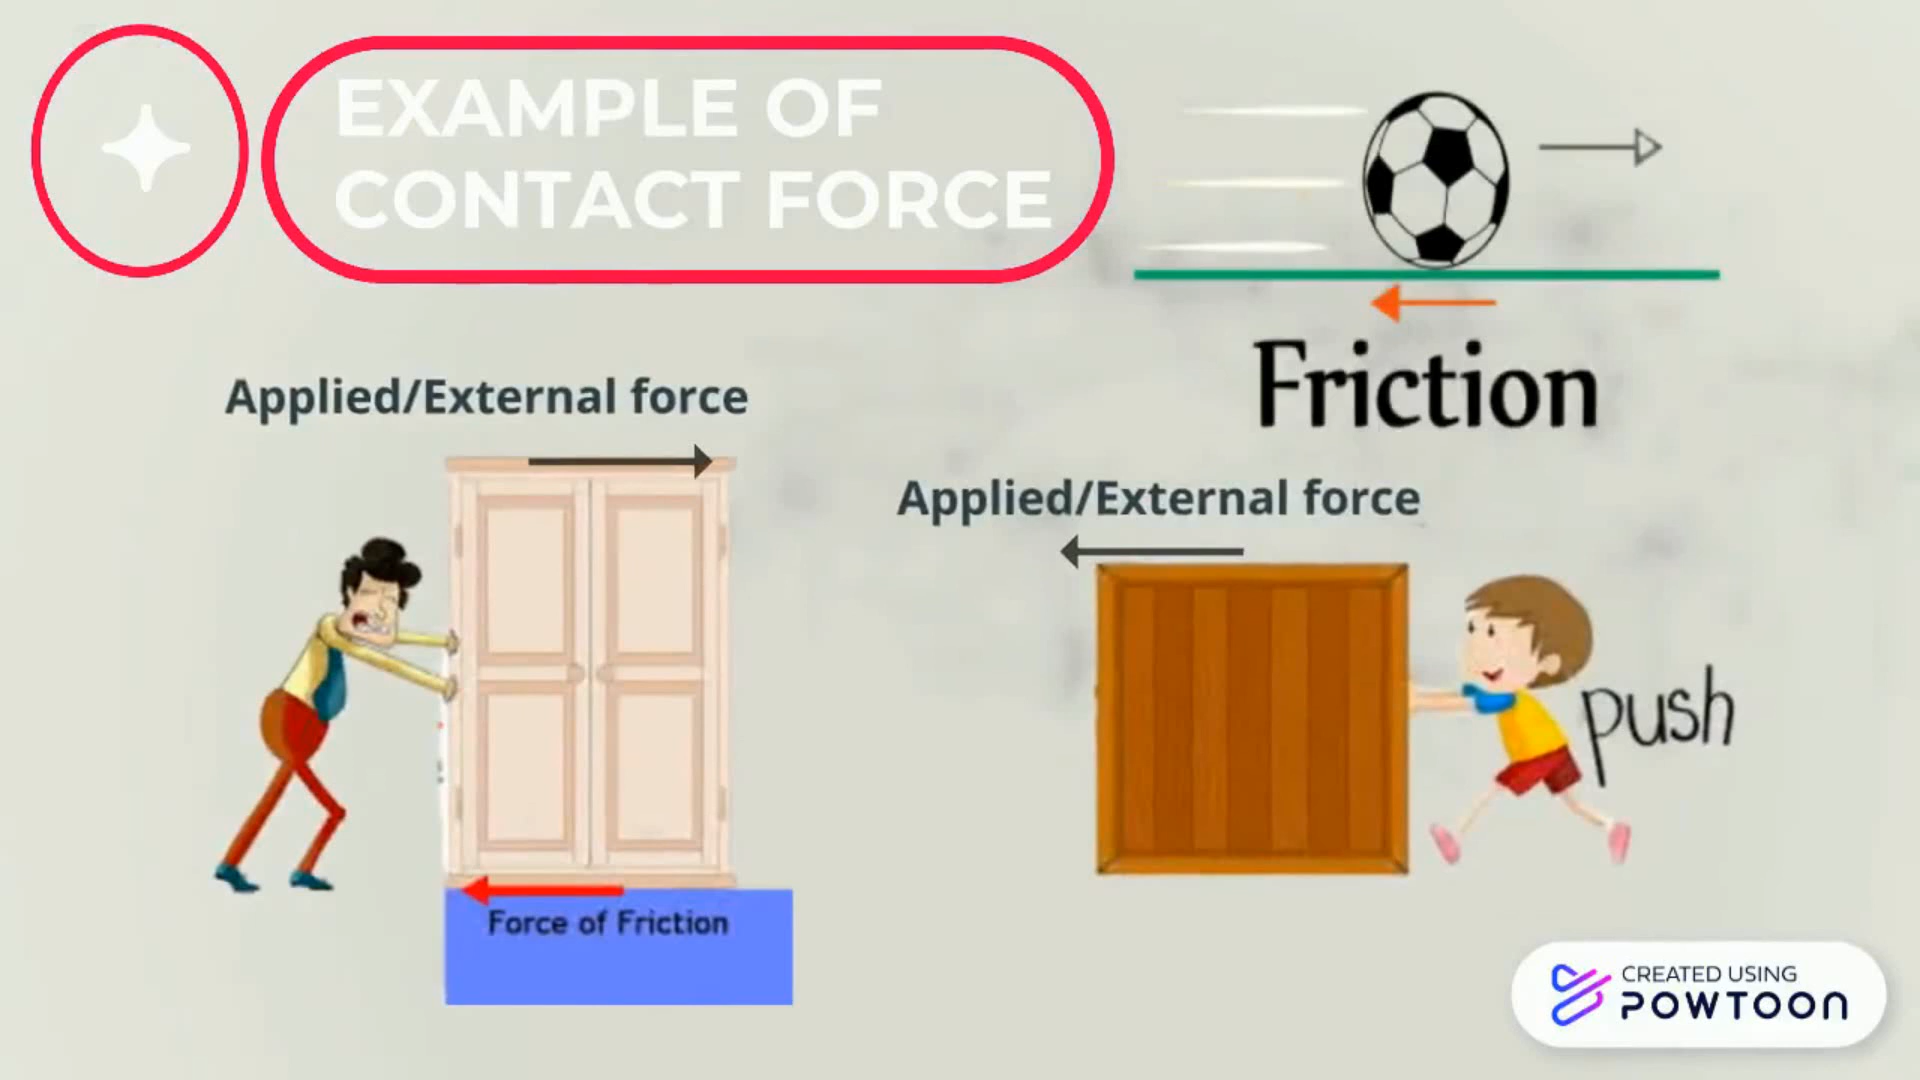 EXAMPLE OF
CONTACT FORCE
Friction
Applied/External force
Applied/External force
push
Force of Friction
CREATED USING
POWTOON